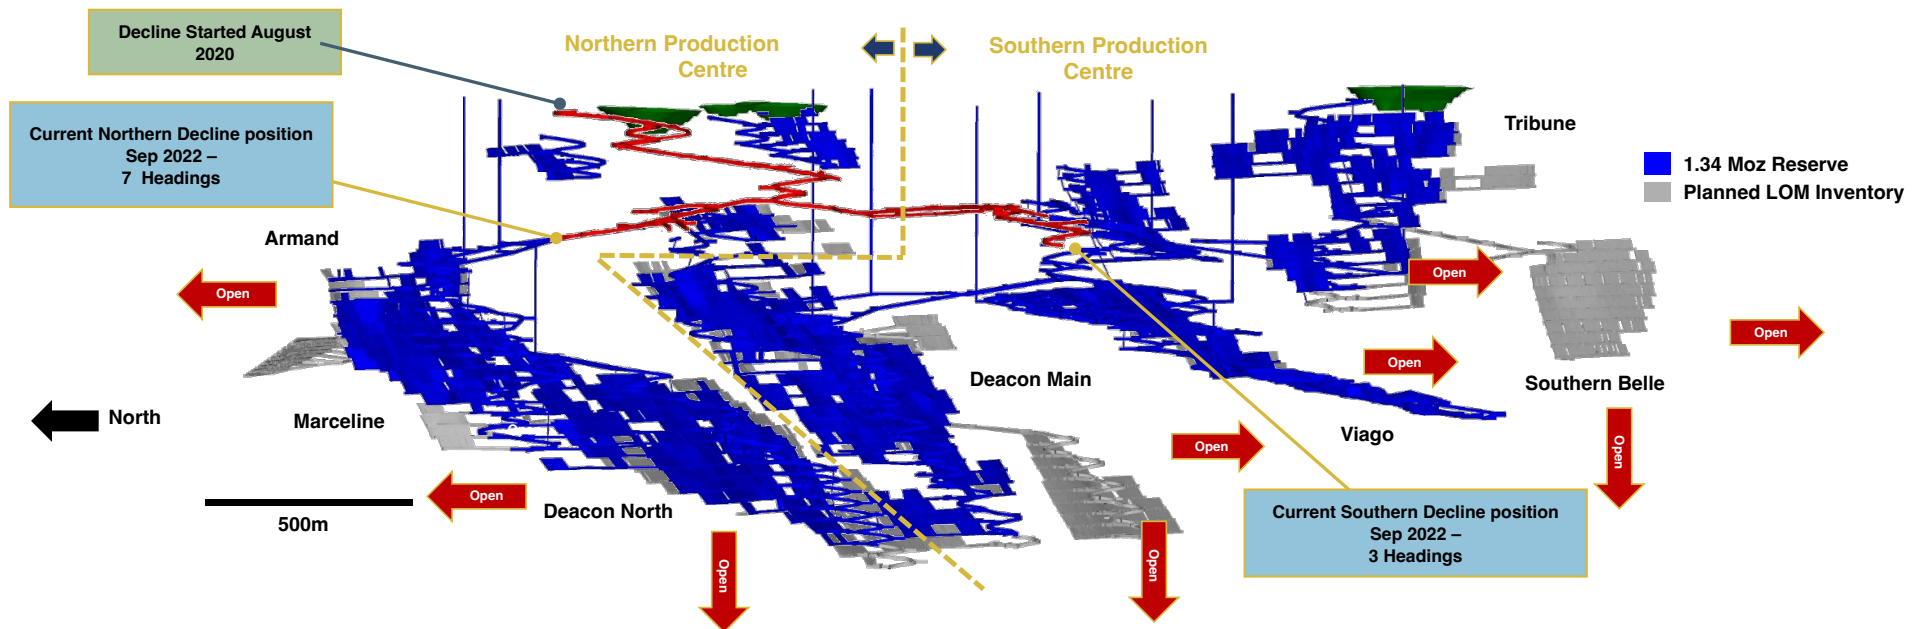 Decline Started August
2020
Northern Production
Centre
Southern Production
Centre
Current Northern Decline position
Sep 2022 –
7 Headings
Tribune
1.34 Moz Reserve
Planned LOM Inventory
Armand
Open
Open
Open
Open
Southern Belle
Deacon Main
North
Marceline
Viago
Open
Open
Open
Deacon North
500m
Current Southern Decline position
Sep 2022 –
3 Headings
Open
Open